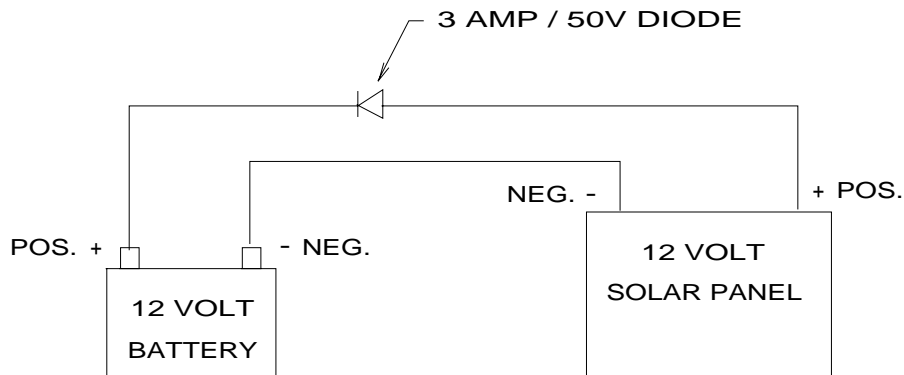 3 AMP / 50V DIODE
NEG. -
+ POS.
POS. +
- NEG.
12 VOLT
SOLAR PANEL
12 VOLT
BATTERY